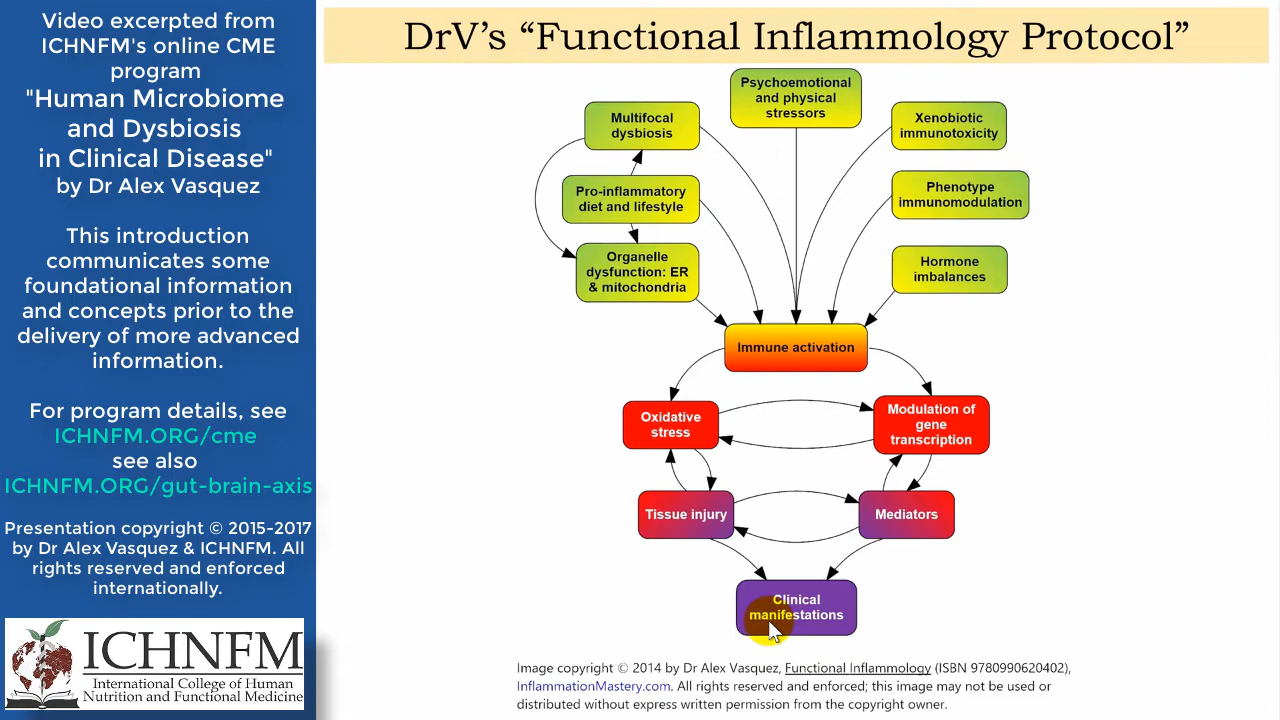 Video excerpted from
ICHNFM's online CME
program
"Human Microbiome
and Dysbiosis
in Clinical Disease"
by Dr Alex Vasquez
This introduction
communicates some
foundational information
and concepts prior to the
delivery of more advanced
information.
For program details, see
ICHNFM.ORG/cme
see also
ICHNFM.ORG/gut-brain-axis
Presentation copyright © 2015-2017
by Dr Alex Vasquez & ICHNFM. All
rights reserved and enforced
internationally.
ICHNFM
International College of Human
Nutrition and Functional Medicine
DrV's “Functional Inflammology Protocol”
Psychoemotional
and physical
stressors
Multifocal
dysbiosis
Xenobiotic
immunotoxicity
Pro-inflammatory
diet and lifestyle
Phenotype
immunomodulation
Organelle
dysfunction: ER
& mitochondria
Hormone
imbalances
Immune activation
Oxidative
stress
Modulation of
gene
transcription
Tissue injury
Mediators
Clinical
manifestations
Image copyright © 2014 by Dr Alex Vasquez, Functional Inflammology (ISBN 9780990620402),
InflammationMastery.com. All rights reserved and enforced; this image may not be used or
distributed without express written permission from the copyright owner.